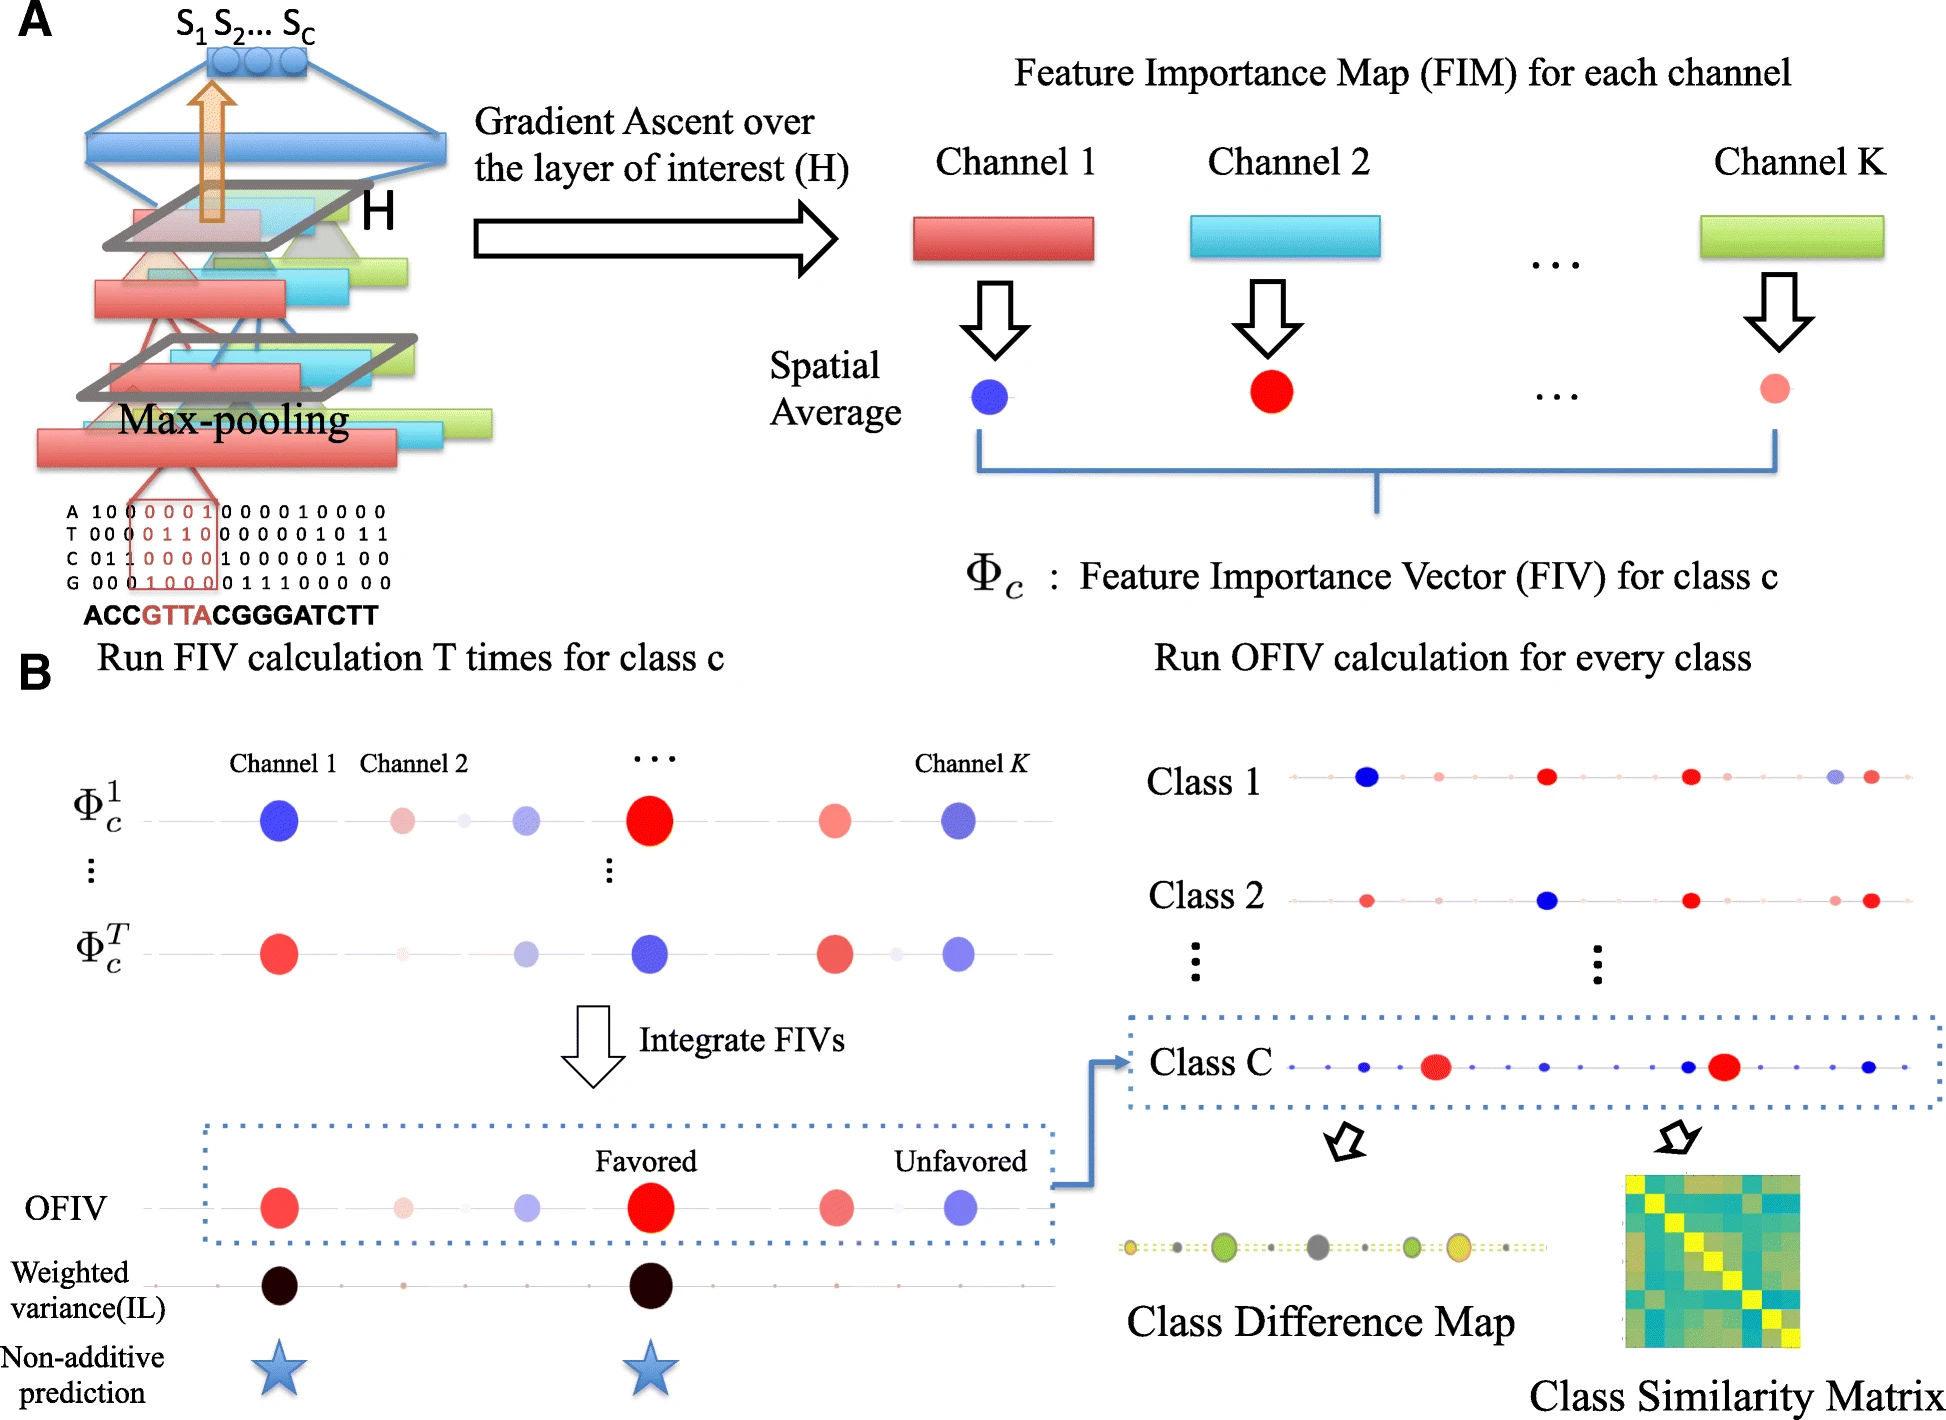 A
S1 S2... SC
H
Max-pooling
A 1 0 0 0 0 0 1 0 0 0 0 1 0 0 0 0
T 0 0 0 0 1 1 0 0 0 0 0 0 1 0 1 1
C 0 1 1 0 0 0 0 1 0 0 0 0 0 1 0 0
G 0 0 0 1 0 0 0 0 1 1 1 0 0 0 0 0
ACCGTTACGGGATCTT
Gradient Ascent over
the layer of interest (H)
Feature Importance Map (FIM) for each channel
Channel 1 Channel 2 Channel K
...
Spatial
Average
...
Φc : Feature Importance Vector (FIV) for class c
B
Run FIV calculation T times for class c
Channel 1 Channel 2 ... Channel K
Φ1c
⋮ ⋮
ΦTc
Integrate FIVs
Favored Unfavored
OFIV
Weighted
variance(IL)
Non-additive
prediction
Run OFIV calculation for every class
Class 1
Class 2
⋮ ⋮
Class C
Class Difference Map
Class Similarity Matrix